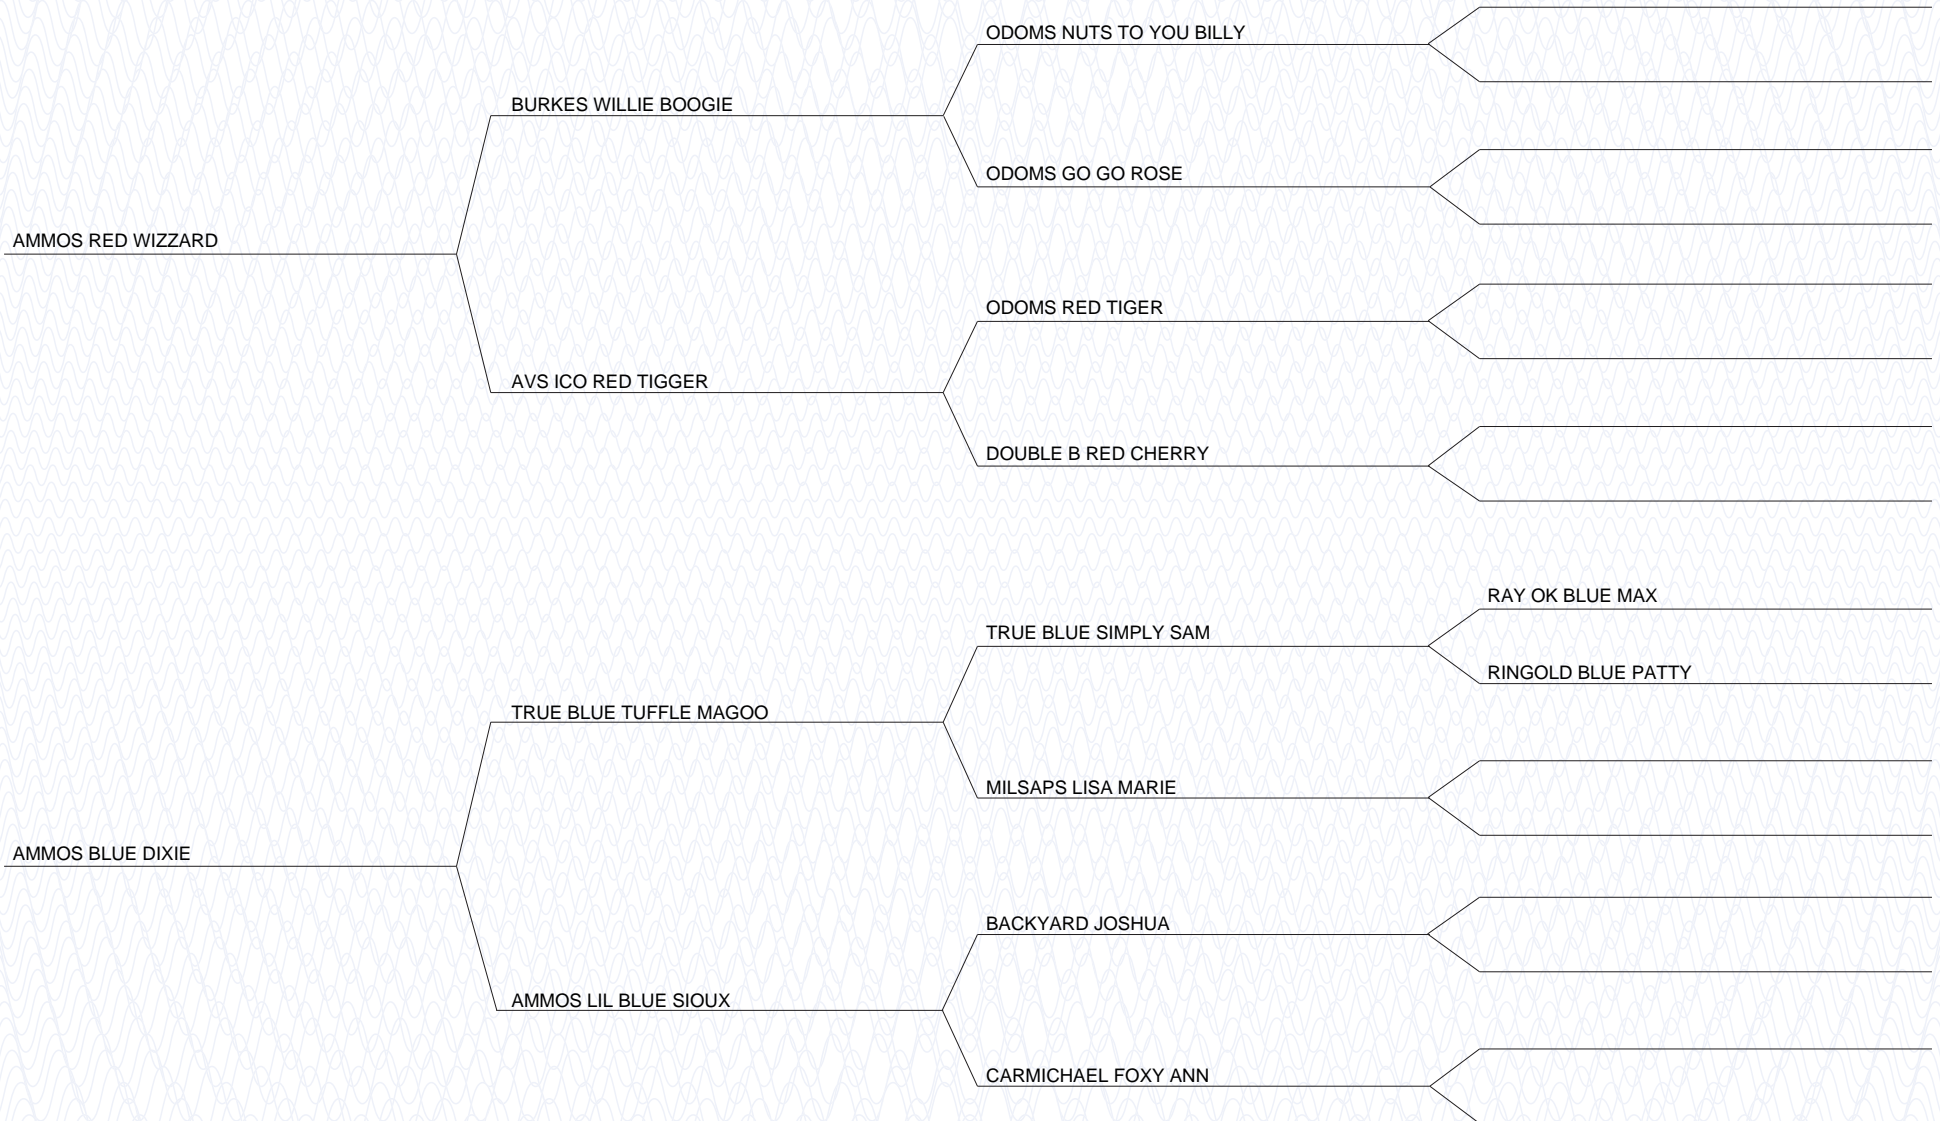 ODOMS NUTS TO YOU BILLY
BURKES WILLIE BOOGIE
ODOMS GO GO ROSE
AMMOS RED WIZZARD
ODOMS RED TIGER
AVS ICO RED TIGGER
DOUBLE B RED CHERRY
RAY OK BLUE MAX
TRUE BLUE SIMPLY SAM
RINGOLD BLUE PATTY
TRUE BLUE TUFFLE MAGOO
MILSAPS LISA MARIE
AMMOS BLUE DIXIE
BACKYARD JOSHUA
AMMOS LIL BLUE SIOUX
CARMICHAEL FOXY ANN